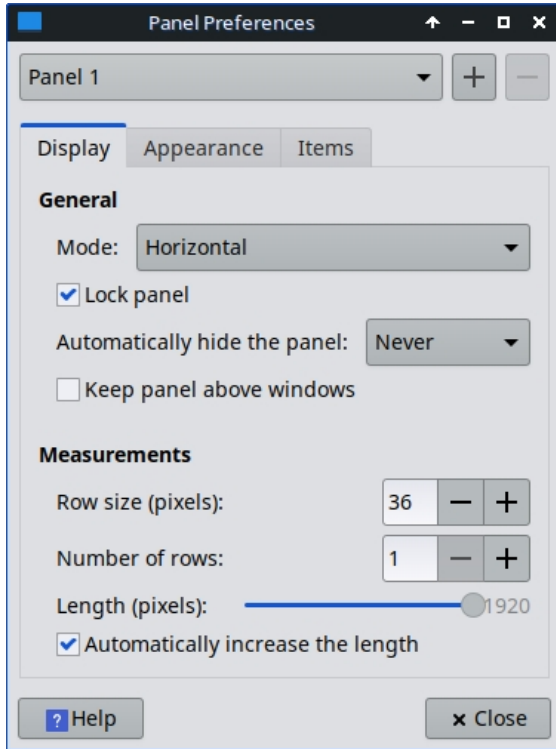 Panel Preferences
Panel 1
Display Appearance Items
General
Mode: Horizontal
Lock panel
Automatically hide the panel: Never
Keep panel above windows
Measurements
Row size (pixels): 36
Number of rows: 1
Length (pixels): 1920
Automatically increase the length
? Help
Close